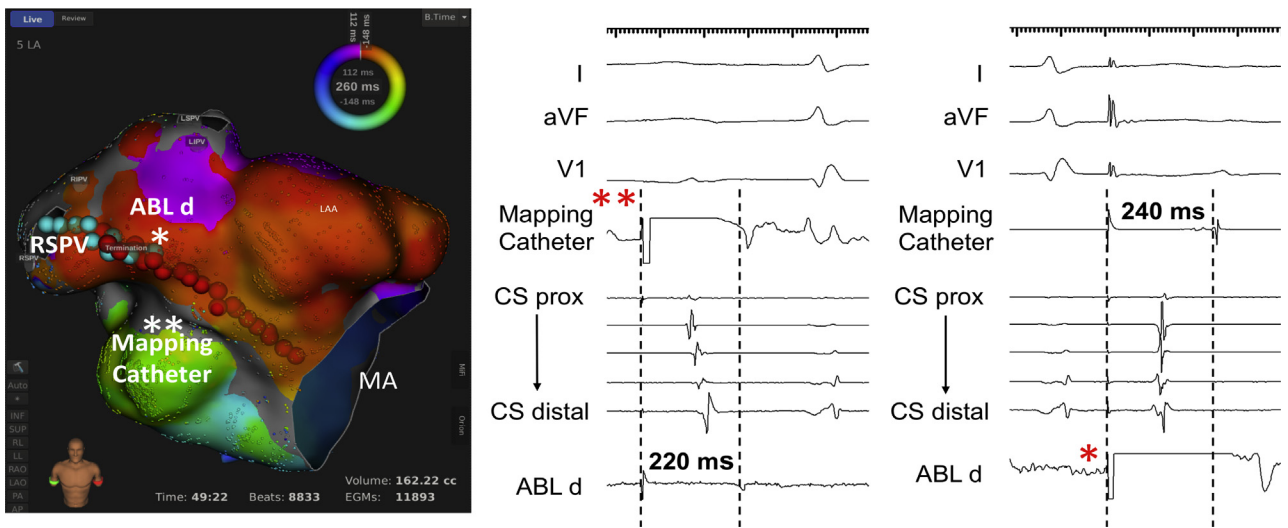 Live
Review
B.Time
5 LA
112 ms
-148 ms
112 ms
260 ms
-148 ms
LSPV
LIPV
RIPV
ABL d
*
LAA
RSPV
Termination
RSPV
**
Mapping
Catheter
MA
Auto
*
INF
SUP
RL
LL
RAO
LAO
PA
AP
MiFi
Orion
Volume: 162.22 cc
Time: 49:22 Beats: 8833 EGMs: 11893
I
aVF
V1
**
Mapping
Catheter
CS prox
CS distal
220 ms
ABL d
I
aVF
V1
Mapping
Catheter
240 ms
CS prox
CS distal
*
ABL d